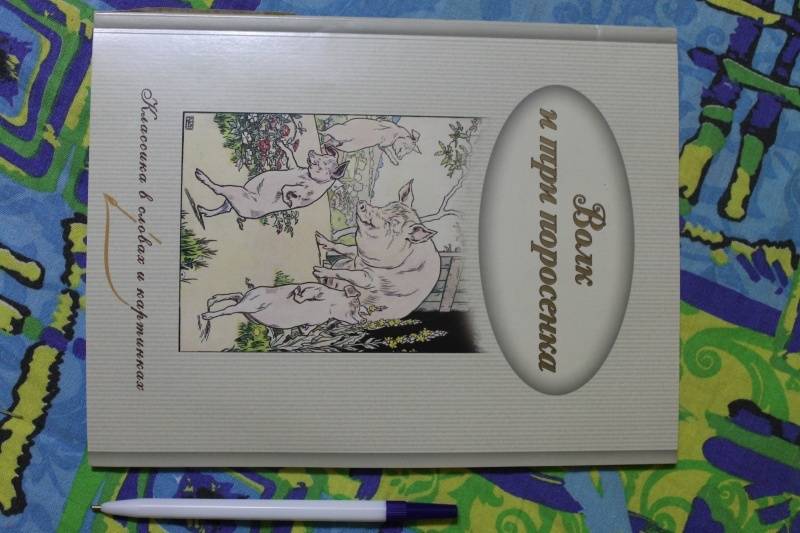 Волк
и три поросенка
Классика в словах и картинках